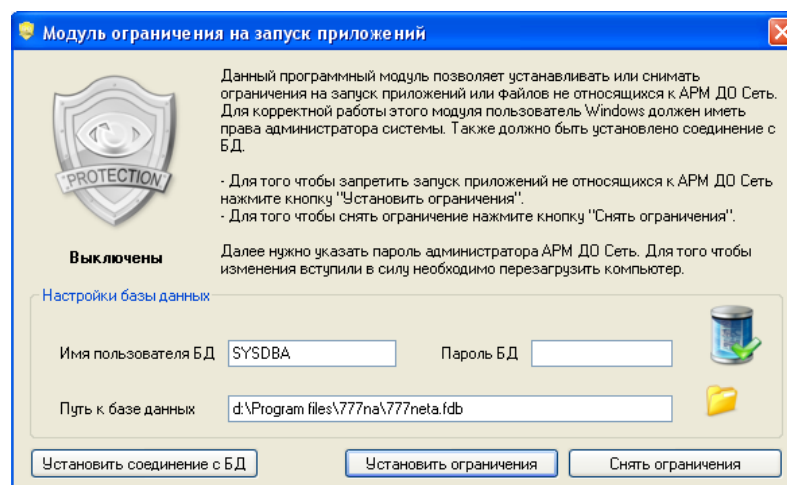 Модуль ограничения на запуск приложений
Данный программный модуль позволяет устанавливать или снимать
ограничения на запуск приложений или файлов не относящихся к АРМ ДО Сеть.
Для корректной работы этого модуля пользователь Windows должен иметь
права администратора системы. Также должно быть установлено соединение с
БД.
- Для того чтобы запретить запуск приложений не относящихся к АРМ ДО Сеть
нажмите кнопку "Установить ограничения".
- Для того чтобы снять ограничение нажмите кнопку "Снять ограничения".
PROTECTION
Выключены
Далее нужно указать пароль администратора АРМ ДО Сеть. Для того чтобы
изменения вступили в силу необходимо перезагрузить компьютер.
Настройки базы данных
Имя пользователя БД SYSDBA Пароль БД
Путь к базе данных d:\Program files\777na\777neta.fdb
Установить соединение с БД Установить ограничения Снять ограничения